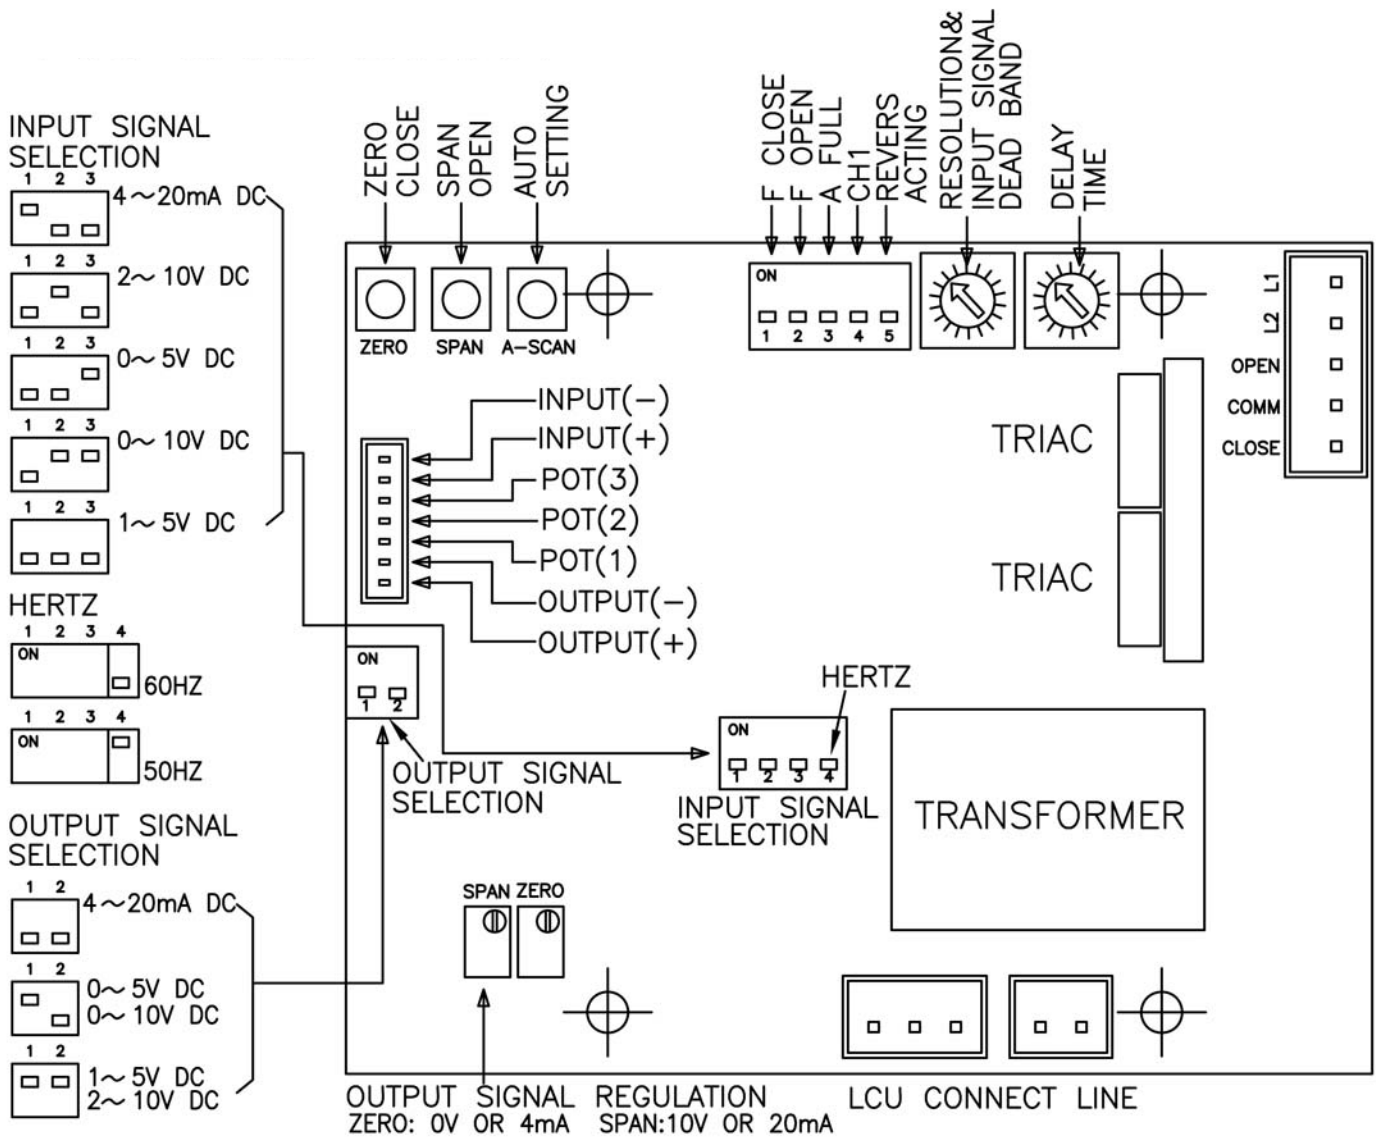 INPUT SIGNAL
SELECTION
1 2 3
4~20mA DC
1 2 3
2~10V DC
1 2 3
0~5V DC
1 2 3
0~10V DC
1 2 3
1~5V DC
HERTZ
1 2 3 4
ON
60HZ
1 2 3 4
ON
50HZ
OUTPUT SIGNAL
SELECTION
1 2
4~20mA DC
1 2
0~5V DC
0~10V DC
1 2
1~5V DC
2~10V DC
ZERO
CLOSE
SPAN
OPEN
AUTO
SETTING
F CLOSE
F OPEN
A FULL
CH1
REVERS
ACTING
RESOLUTION&
INPUT SIGNAL
DEAD BAND
DELAY
TIME
ZERO
SPAN
A-SCAN
ON
1 2 3 4 5
L1
L2
OPEN
COMM
CLOSE
INPUT(-)
INPUT(+)
POT(3)
POT(2)
POT(1)
OUTPUT(-)
OUTPUT(+)
TRIAC
TRIAC
ON
1 2
OUTPUT SIGNAL
SELECTION
HERTZ
ON
1 2 3 4
INPUT SIGNAL
SELECTION
TRANSFORMER
SPAN ZERO
OUTPUT SIGNAL REGULATION
ZERO: 0V OR 4mA SPAN:10V OR 20mA
LCU CONNECT LINE